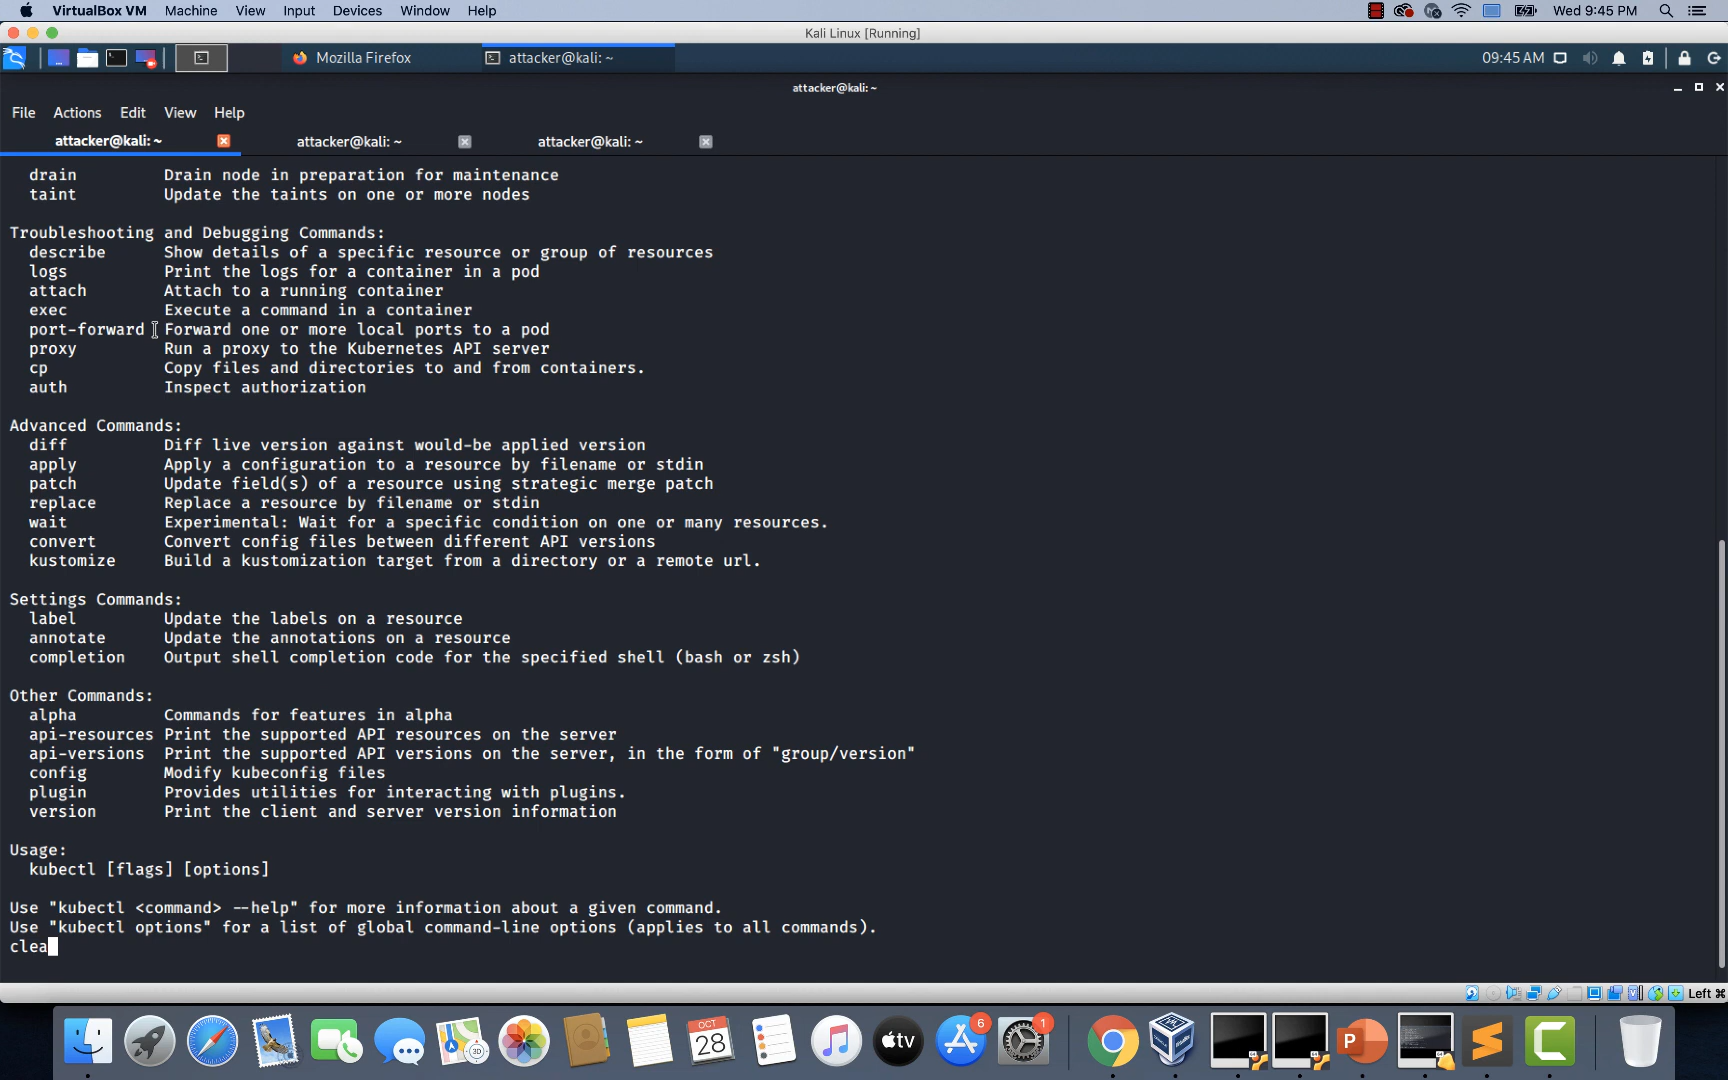 VirtualBox VM Machine View Input Devices Window Help Wed 9:45 PM
Kali Linux [Running]
Mozilla Firefox attacker@kali: ~ 09:45 AM
attacker@kali: ~
File Actions Edit View Help
attacker@kali: ~ attacker@kali: ~ attacker@kali: ~
drain Drain node in preparation for maintenance
taint Update the taints on one or more nodes
Troubleshooting and Debugging Commands:
describe Show details of a specific resource or group of resources
logs Print the logs for a container in a pod
attach Attach to a running container
exec Execute a command in a container
port-forward Forward one or more local ports to a pod
proxy Run a proxy to the Kubernetes API server
cp Copy files and directories to and from containers.
auth Inspect authorization
Advanced Commands:
diff Diff live version against would-be applied version
apply Apply a configuration to a resource by filename or stdin
patch Update field(s) of a resource using strategic merge patch
replace Replace a resource by filename or stdin
wait Experimental: Wait for a specific condition on one or many resources.
convert Convert config files between different API versions
kustomize Build a kustomization target from a directory or a remote url.
Settings Commands:
label Update the labels on a resource
annotate Update the annotations on a resource
completion Output shell completion code for the specified shell (bash or zsh)
Other Commands:
alpha Commands for features in alpha
api-resources Print the supported API resources on the server
api-versions Print the supported API versions on the server, in the form of "group/version"
config Modify kubeconfig files
plugin Provides utilities for interacting with plugins.
version Print the client and server version information
Usage:
kubectl [flags] [options]
Use "kubectl <command> --help" for more information about a given command.
Use "kubectl options" for a list of global command-line options (applies to all commands).
clea
Left ⌘
OCT
28
tv
6
1
P